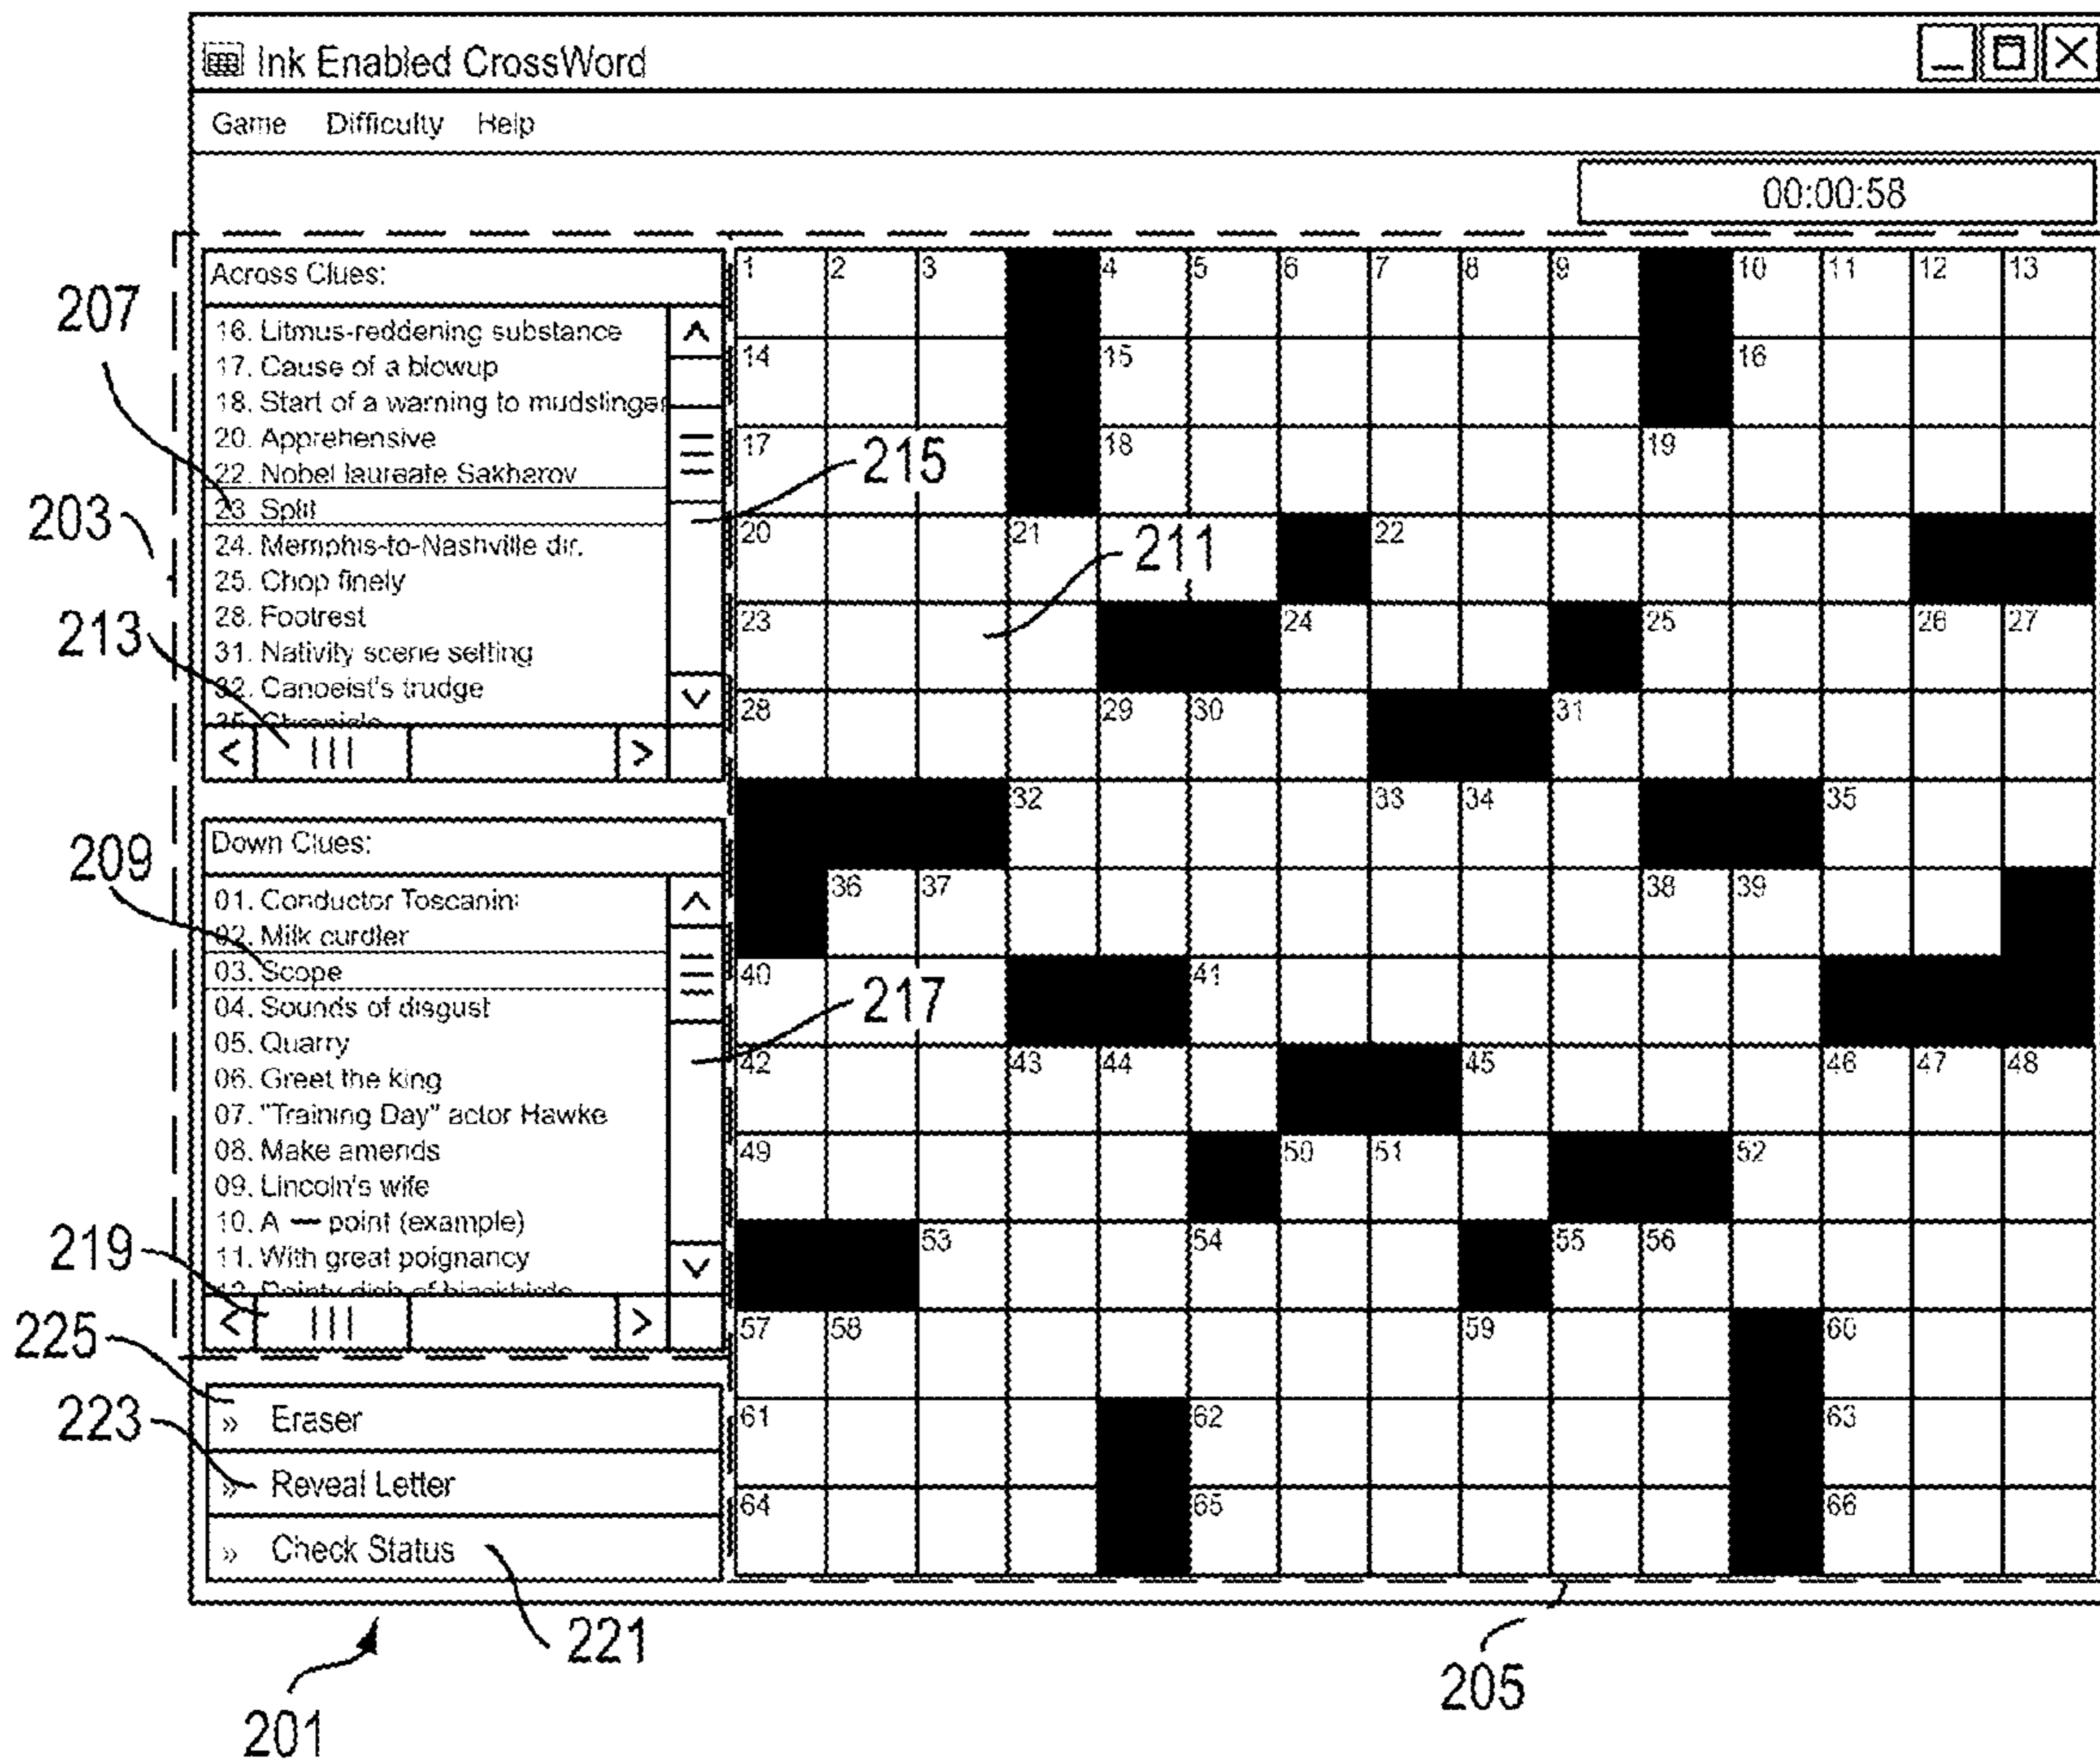 Ink Enabled CrossWord
Game Difficulty Help
00:00:58
Across Clues:
16. Litmus-reddening substance
17. Cause of a blowup
18. Start of a warning to mudslinger
20. Apprehensive
22. Nobel laureate Sakharov
23. Split
24. Memphis-to-Nashville dir.
25. Chop finely
28. Footrest
31. Nativity scene setting
32. Canoeist's trudge
35. Chronicle
Down Clues:
01. Conductor Toscanini
02. Milk curdler
03. Scope
04. Sounds of disgust
05. Quarry
06. Greet the king
07. "Training Day" actor Hawke
08. Make amends
09. Lincoln's wife
10. A — point (example)
11. With great poignancy
12. Dainty dish of blackbirds
» Eraser
» Reveal Letter
» Check Status
1 2 3 4 5 6 7 8 9 10 11 12 13
14 15 16
17 18 19
20 21 22
23 24 25 26 27
28 29 30 31
32 33 34 35
36 37 38 39
40 41
42 43 44 45 46 47 48
49 50 51 52
53 54 55 56
57 58 59 60
61 62 63
64 65 66
207
203
213
209
219
225
223
215
211
217
221
201
205